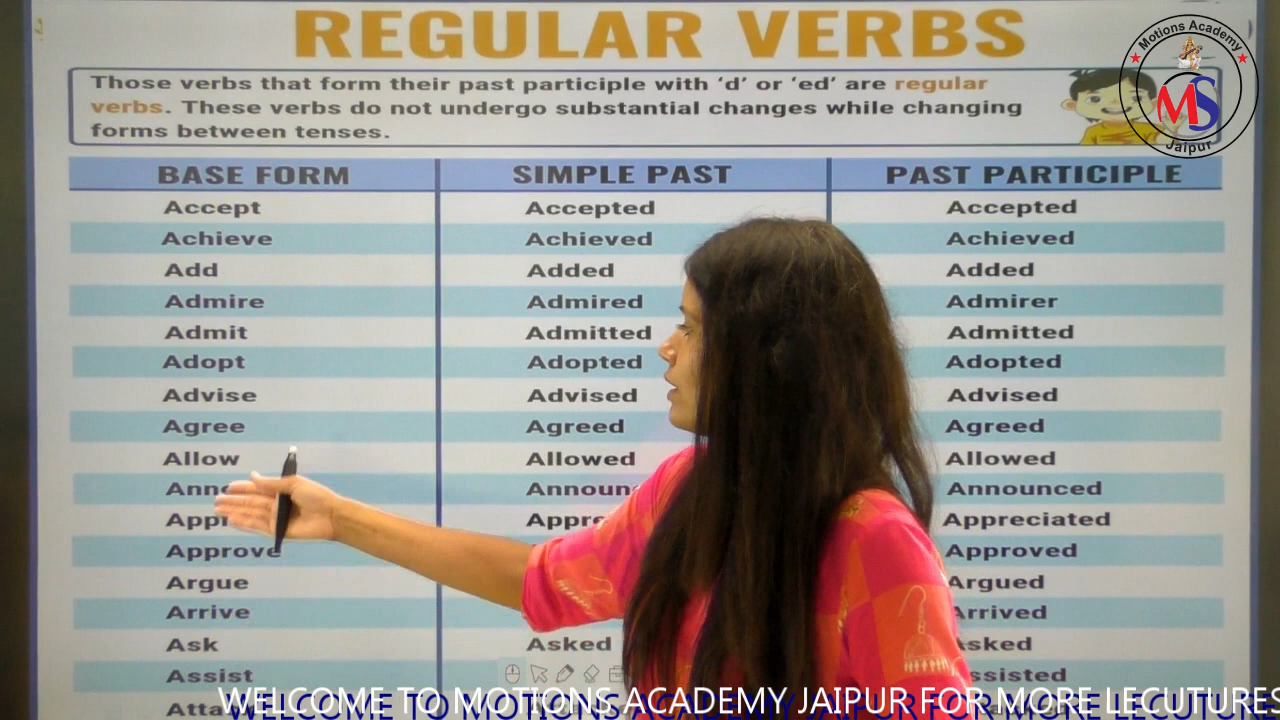 REGULAR VERBS
Motions Academy
MS
Jaipur
Those verbs that form their past participle with ‘d’ or ‘ed’ are regular
verbs. These verbs do not undergo substantial changes while changing
forms between tenses.
BASE FORM SIMPLE PAST PAST PARTICIPLE
Accept Accepted Accepted
Achieve Achieved Achieved
Add Added Added
Admire Admired Admirer
Admit Admitted Admitted
Adopt Adopted Adopted
Advise Advised Advised
Agree Agreed Agreed
Allow Allowed Allowed
Announced
Appreciated
Approve Approved
Argue Argued
Arrive Arrived
Ask Asked Asked
Assist Assisted
WELCOME TO MOTIONS ACADEMY JAIPUR FOR MORE LECUTURES